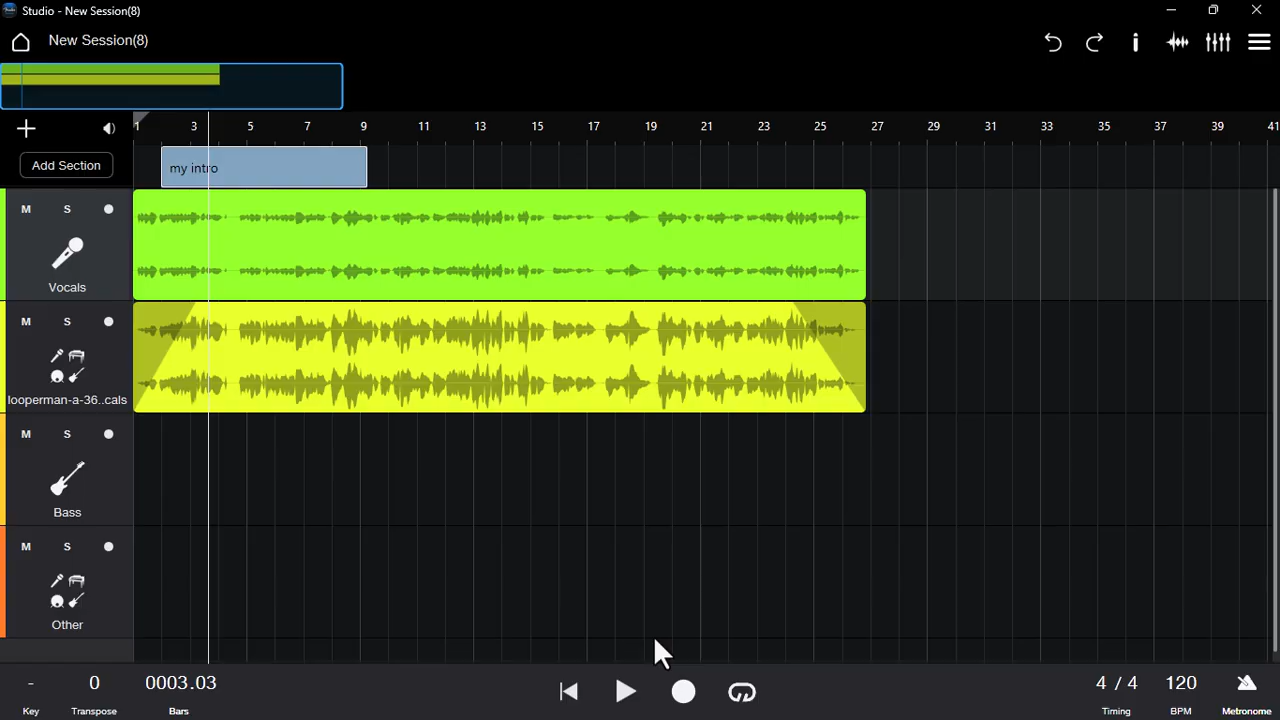 Studio - New Session(8)
New Session(8)
1 3 5 7 9 11 13 15 17 19 21 23 25 27 29 31 33 35 37 39 41
Add Section
my intro
M S
Vocals
M S
looperman-a-36..cals
M S
Bass
M S
Other
- 0 0003.03 4 / 4 120
Key Transpose Bars Timing BPM Metronome